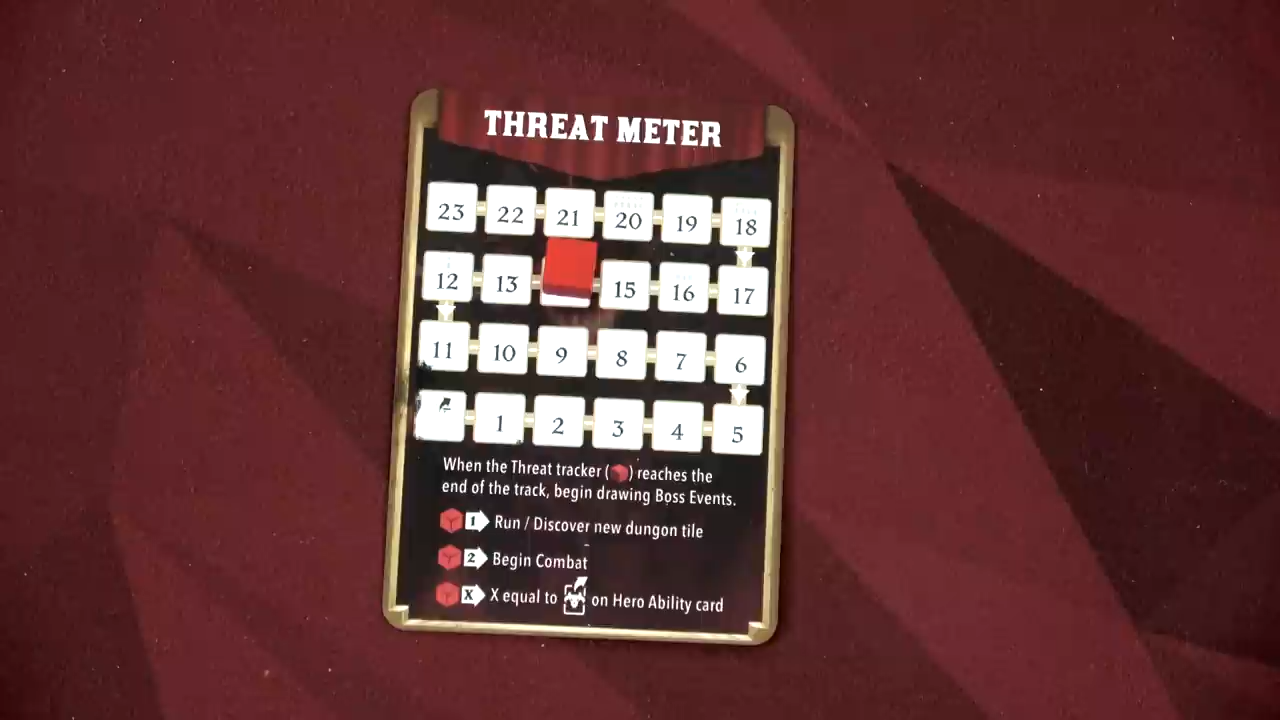 THREAT METER
23 22 21 20 19 18
12 13 15 16 17
11 10 9 8 7 6
1 2 3 4 5
When the Threat tracker ( ) reaches the
end of the track, begin drawing Boss Events.
1 Run / Discover new dungon tile
2 Begin Combat
X X equal to on Hero Ability card